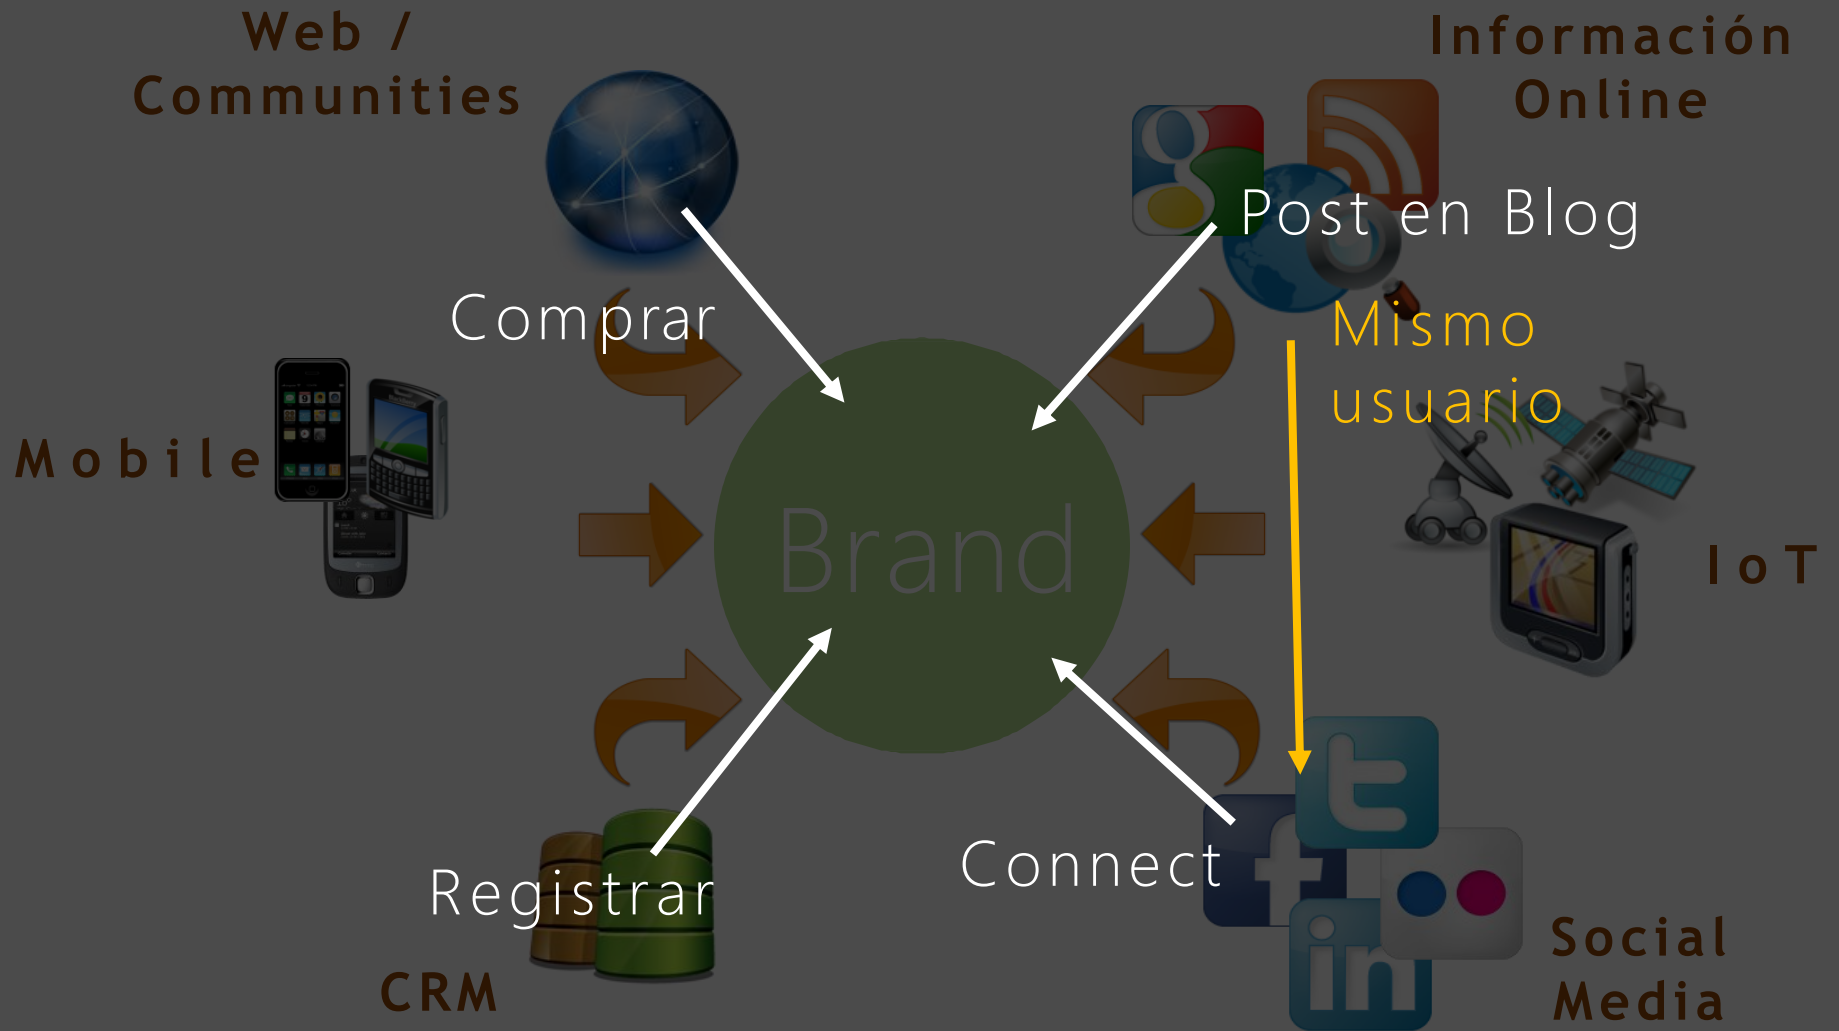 Web /
Communities
Información
Online
Post en Blog
Comprar
Mismo
usuario
Mobile
Brand
IoT
Connect
Registrar
CRM
Social
Media